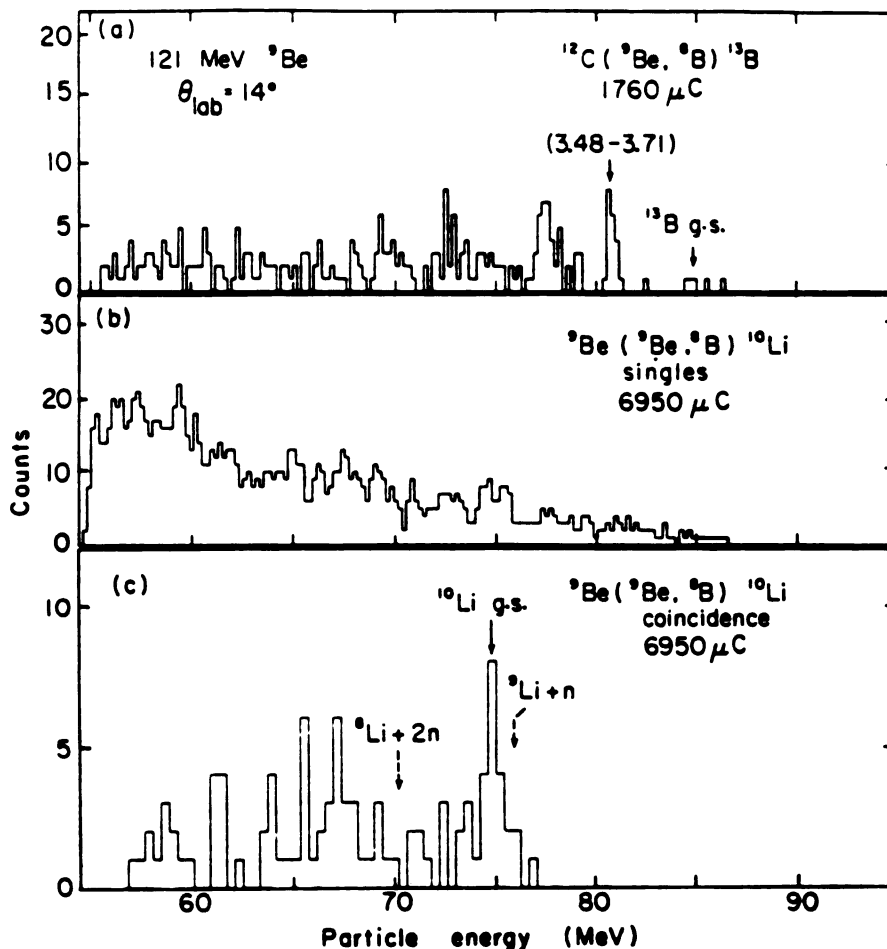 (a)
121 MeV ⁹Be
θlab = 14°
¹²C(⁹Be, ⁸B)¹³B
1760 μC
(3.48-3.71)
¹³B g.s.
20
15
10
5
0
(b)
⁹Be(⁹Be, ⁸B)¹⁰Li
singles
6950 μC
30
20
10
0
Counts
(c)
¹⁰Li g.s.
⁹Be(⁹Be, ⁸B)¹⁰Li
coincidence
6950 μC
⁹Li+n
⁸Li+2n
10
5
0
60 70 80 90
Particle energy (MeV)